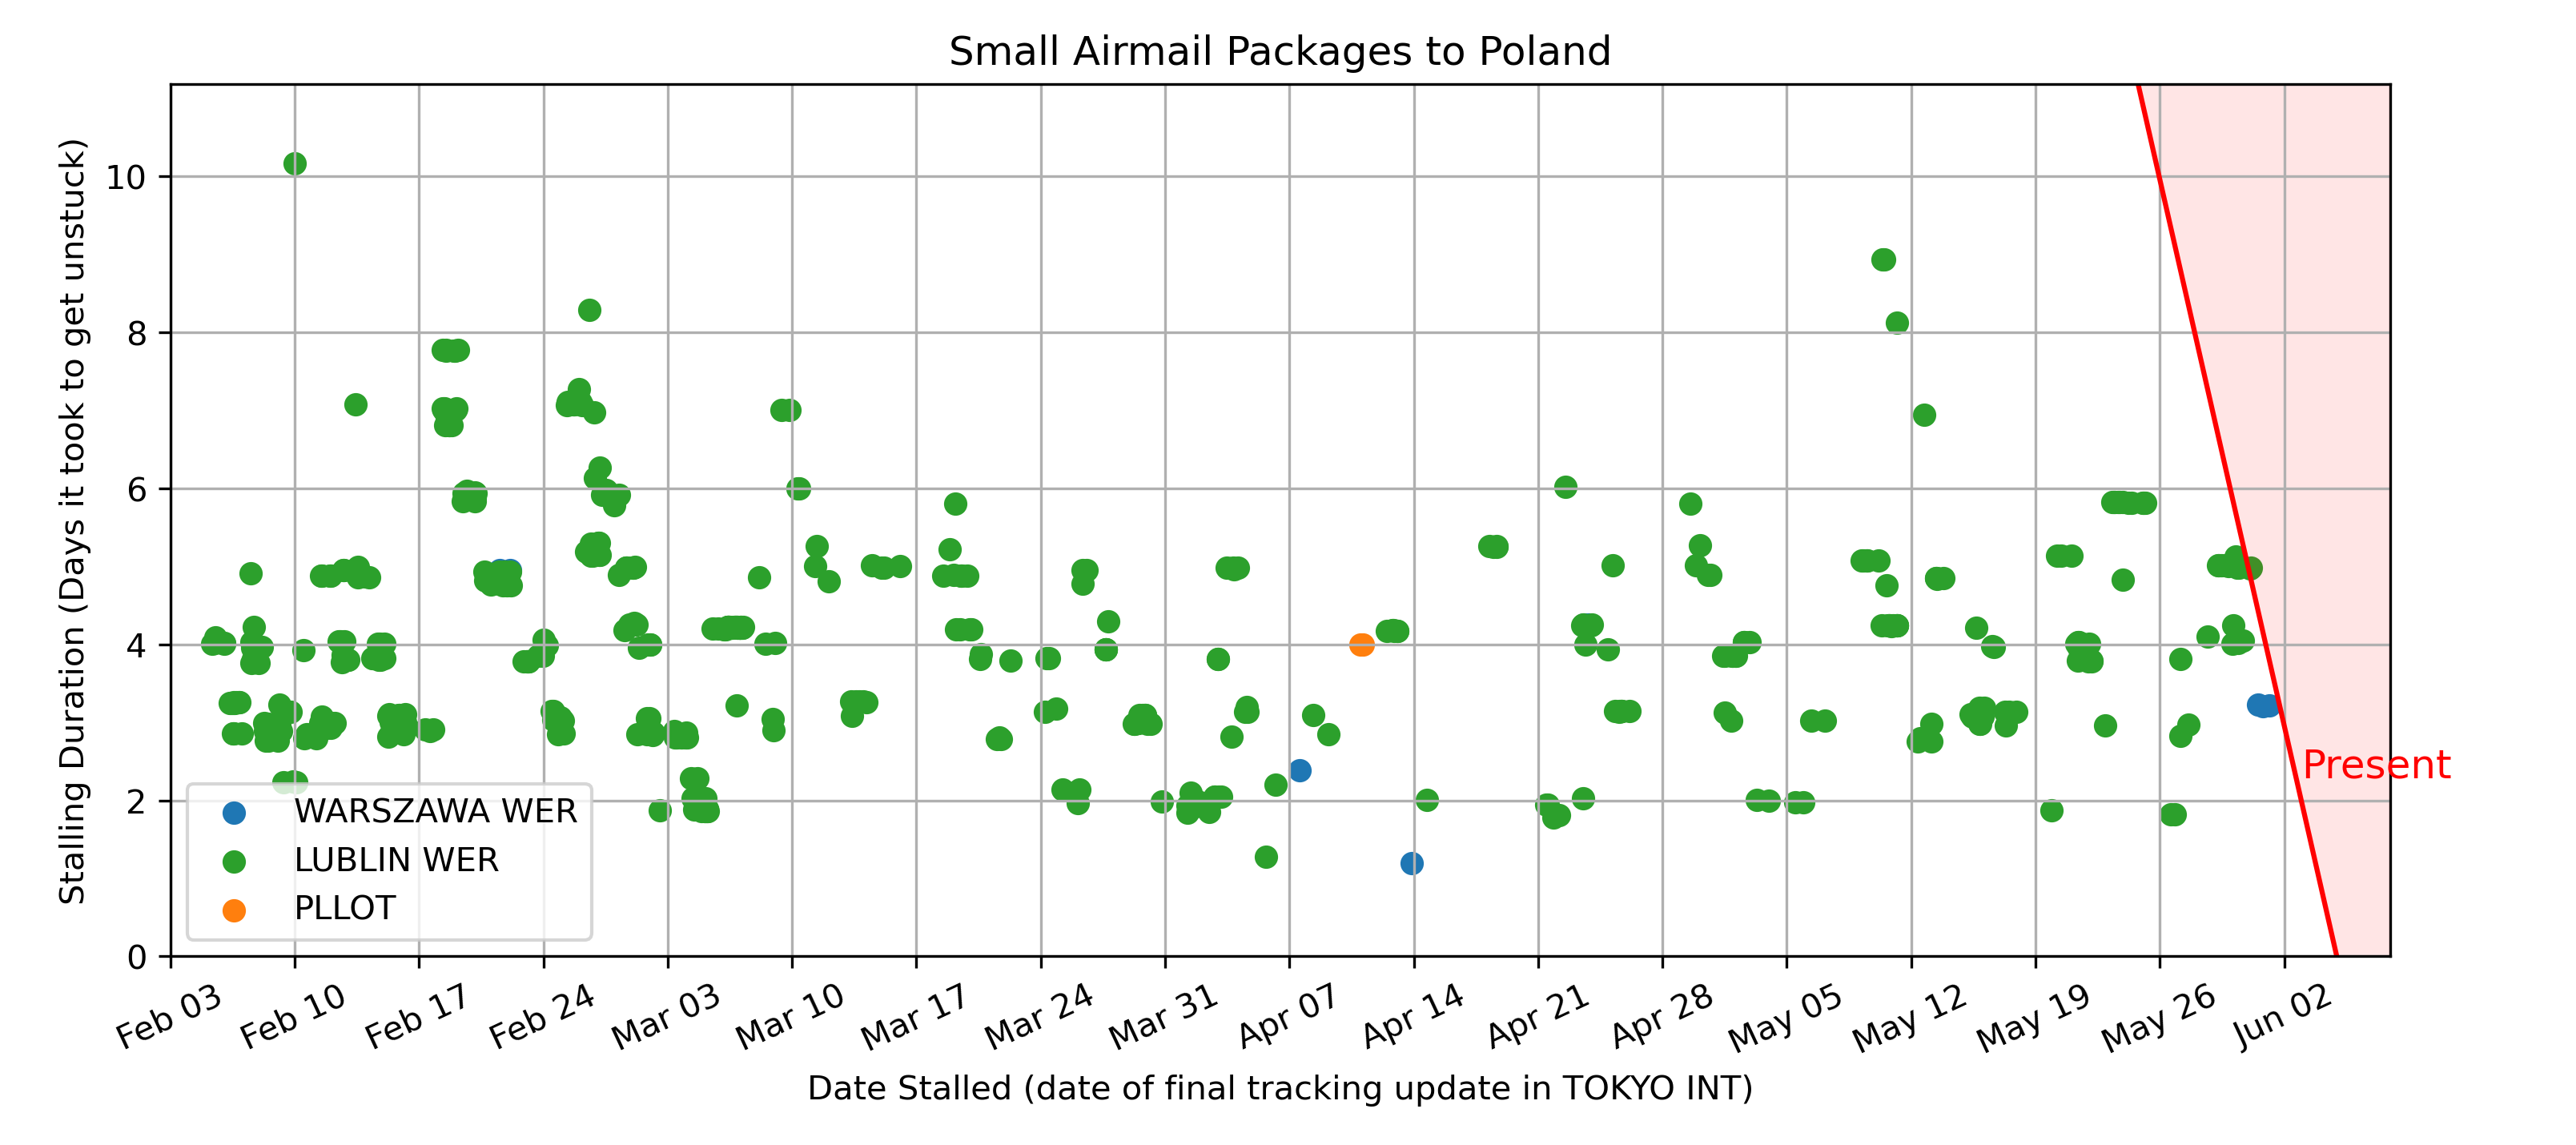 Small Airmail Packages to Poland
Stalling Duration (Days it took to get unstuck)
10
8
6
4
2
0
Present
WARSZAWA WER
LUBLIN WER
PLLOT
Feb 03 Feb 10 Feb 17 Feb 24 Mar 03 Mar 10 Mar 17 Mar 24 Mar 31 Apr 07 Apr 14 Apr 21 Apr 28 May 05 May 12 May 19 May 26 Jun 02
Date Stalled (date of final tracking update in TOKYO INT)